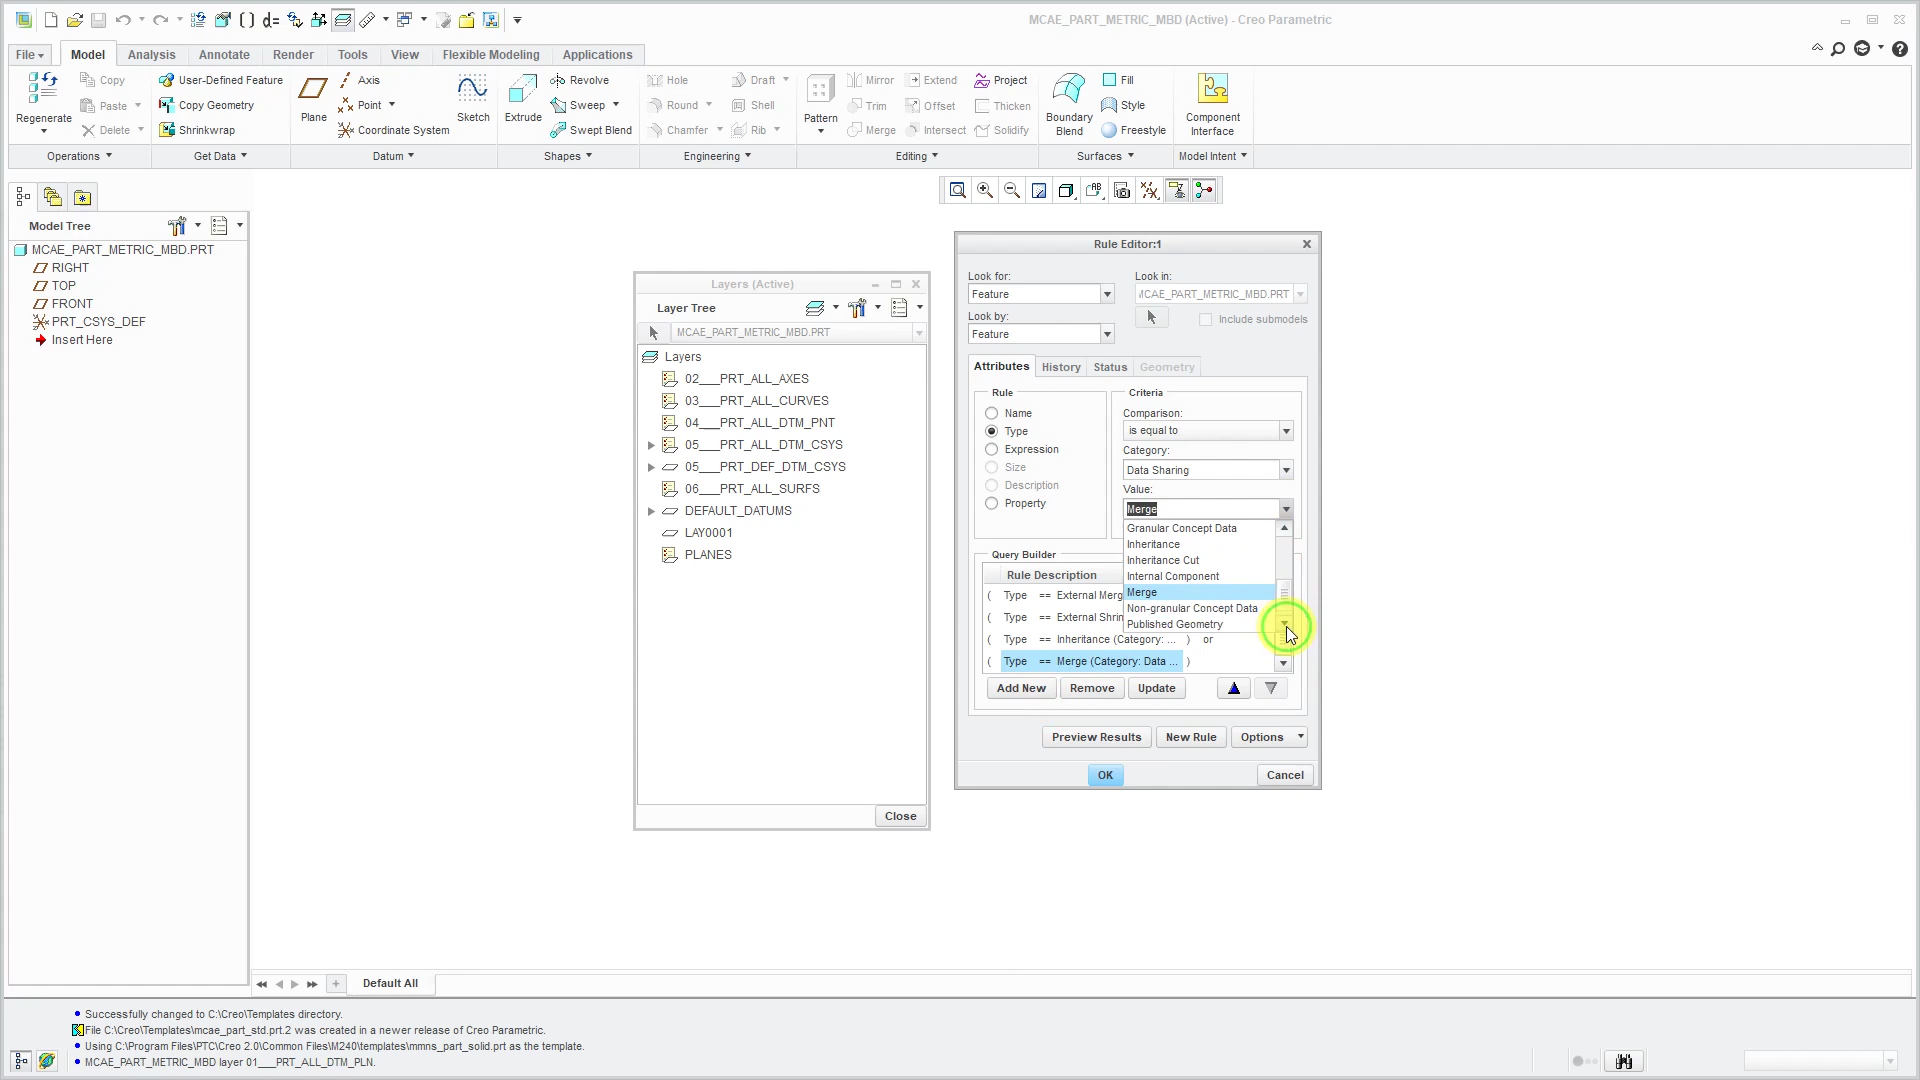 MCAE_PART_METRIC_MBD (Active) - Creo Parametric
File
Model
Analysis
Annotate
Render
Tools
View
Flexible Modeling
Applications
Regenerate
Copy
Paste
Delete
User-Defined Feature
Copy Geometry
Shrinkwrap
Plane
Axis
Point
Coordinate System
Sketch
Extrude
Revolve
Sweep
Swept Blend
Hole
Round
Chamfer
Draft
Shell
Rib
Pattern
Mirror
Trim
Merge
Extend
Offset
Intersect
Project
Thicken
Solidify
Boundary
Blend
Fill
Style
Freestyle
Component
Interface
Operations
Get Data
Datum
Shapes
Engineering
Editing
Surfaces
Model Intent
Model Tree
MCAE_PART_METRIC_MBD.PRT
RIGHT
TOP
FRONT
PRT_CSYS_DEF
Insert Here
Layers (Active)
Layer Tree
MCAE_PART_METRIC_MBD.PRT
Layers
02___PRT_ALL_AXES
03___PRT_ALL_CURVES
04___PRT_ALL_DTM_PNT
05___PRT_ALL_DTM_CSYS
05___PRT_DEF_DTM_CSYS
06___PRT_ALL_SURFS
DEFAULT_DATUMS
LAY0001
PLANES
Close
Rule Editor:1
Look for:
Feature
Look in:
MCAE_PART_METRIC_MBD.PRT
Look by:
Feature
Include submodels
Attributes
History
Status
Geometry
Rule
Name
Type
Expression
Size
Description
Property
Criteria
Comparison:
is equal to
Category:
Data Sharing
Value:
Merge
Granular Concept Data
Inheritance
Inheritance Cut
Internal Component
Merge
Non-granular Concept Data
Published Geometry
Query Builder
Rule Description
( Type == External Merg
( Type == External Shrin
( Type == Inheritance (Category: ... ) or
( Type == Merge (Category: Data ... )
Add New
Remove
Update
Preview Results
New Rule
Options
OK
Cancel
Default All
Successfully changed to C:\Creo\Templates directory.
File C:\Creo\Templates\mcae_part_std.prt.2 was created in a newer release of Creo Parametric.
Using C:\Program Files\PTC\Creo 2.0\Common Files\M240\templates\mmns_part_solid.prt as the template.
MCAE_PART_METRIC_MBD layer 01___PRT_ALL_DTM_PLN.